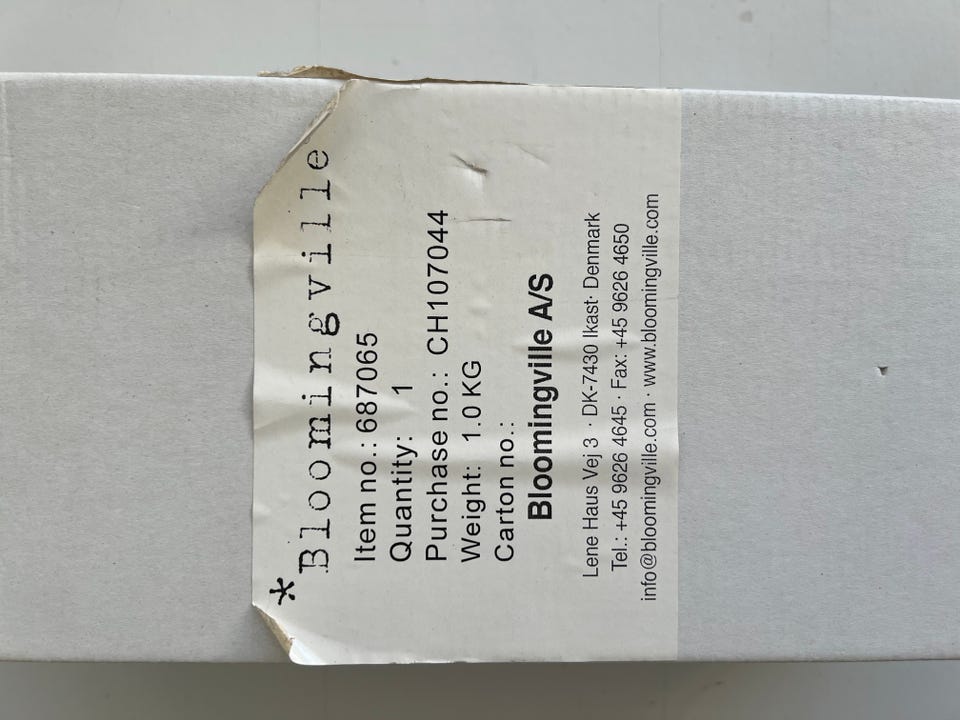 *Bloomingville
Item no.: 687065
Quantity: 1
Purchase no.: CH107044
Weight: 1.0 KG
Carton no.:
Bloomingville A/S
Lene Haus Vej 3 · DK-7430 Ikast· Denmark
Tel.: +45 9626 4645 · Fax: +45 9626 4650
info@bloomingville.com · www.bloomingville.com